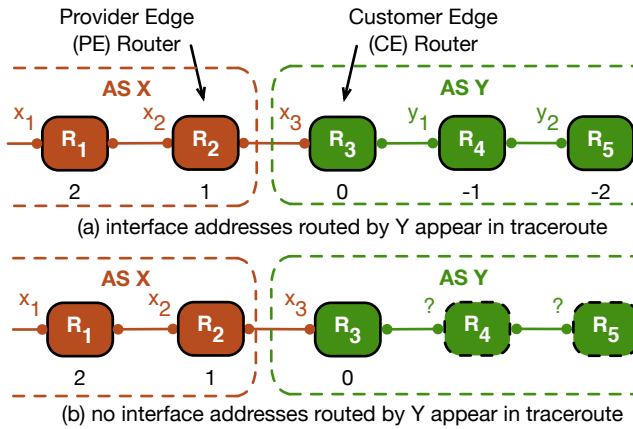 Provider Edge
(PE) Router
Customer Edge
(CE) Router
AS X
AS Y
x1 x2 x3 y1 y2
R1 R2 R3 R4 R5
2 1 0 -1 -2
(a) interface addresses routed by Y appear in traceroute
AS X
AS Y
x1 x2 x3 ? ?
R1 R2 R3 R4 R5
2 1 0
(b) no interface addresses routed by Y appear in traceroute